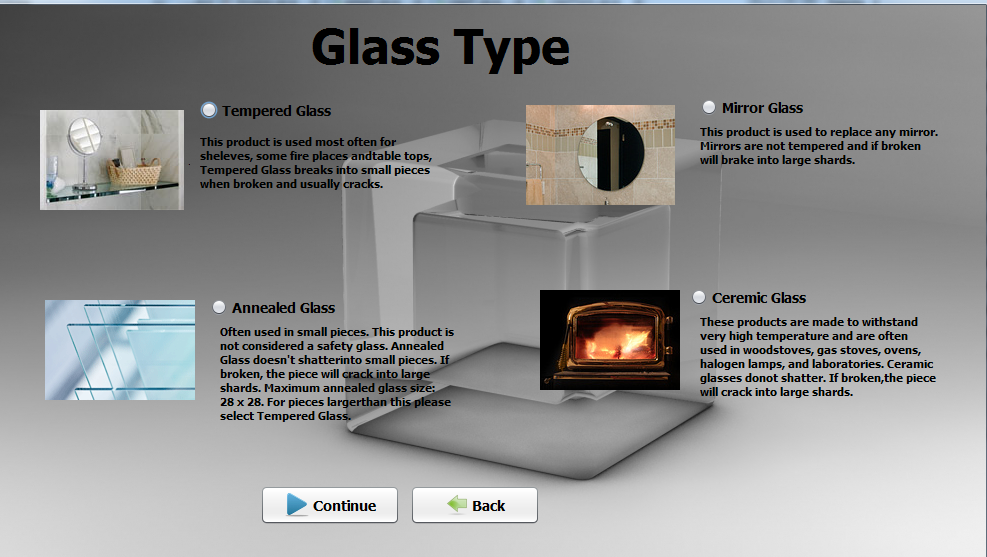 Glass Type
Tempered Glass
This product is used most often for
sheleves, some fire places andtable tops,
Tempered Glass breaks into small pieces
when broken and usually cracks.
Mirror Glass
This product is used to replace any mirror.
Mirrors are not tempered and if broken
will brake into large shards.
Annealed Glass
Often used in small pieces. This product is
not considered a safety glass. Annealed
Glass doesn't shatterinto small pieces. If
broken, the piece will crack into large
shards. Maximum annealed glass size:
28 x 28. For pieces largerthan this please
select Tempered Glass.
Ceremic Glass
These products are made to withstand
very high temperature and are often
used in woodstoves, gas stoves, ovens,
halogen lamps, and laboratories. Ceramic
glasses donot shatter. If broken,the piece
will crack into large shards.
Continue
Back